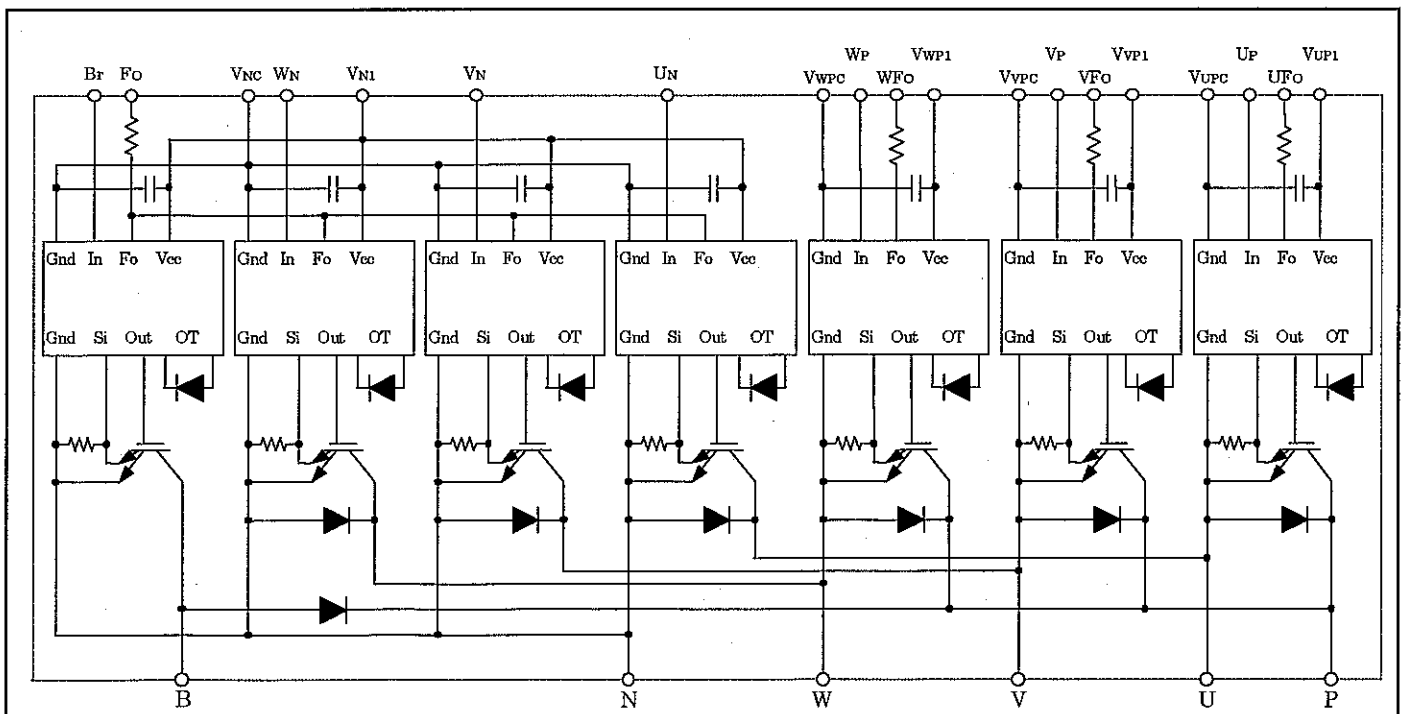 WP VWP1 VP VVP1 UP VUP1
Br FO VNC WN VN1 VN UN VWPC WFO VVPC VFO VUPC UFO
Gnd In Fo Vcc Gnd In Fo Vcc Gnd In Fo Vcc Gnd In Fo Vcc Gnd In Fo Vcc Gnd In Fo Vcc Gnd In Fo Vcc
Gnd Si Out OT Gnd Si Out OT Gnd Si Out OT Gnd Si Out OT Gnd Si Out OT Gnd Si Out OT Gnd Si Out OT
B N W V U P